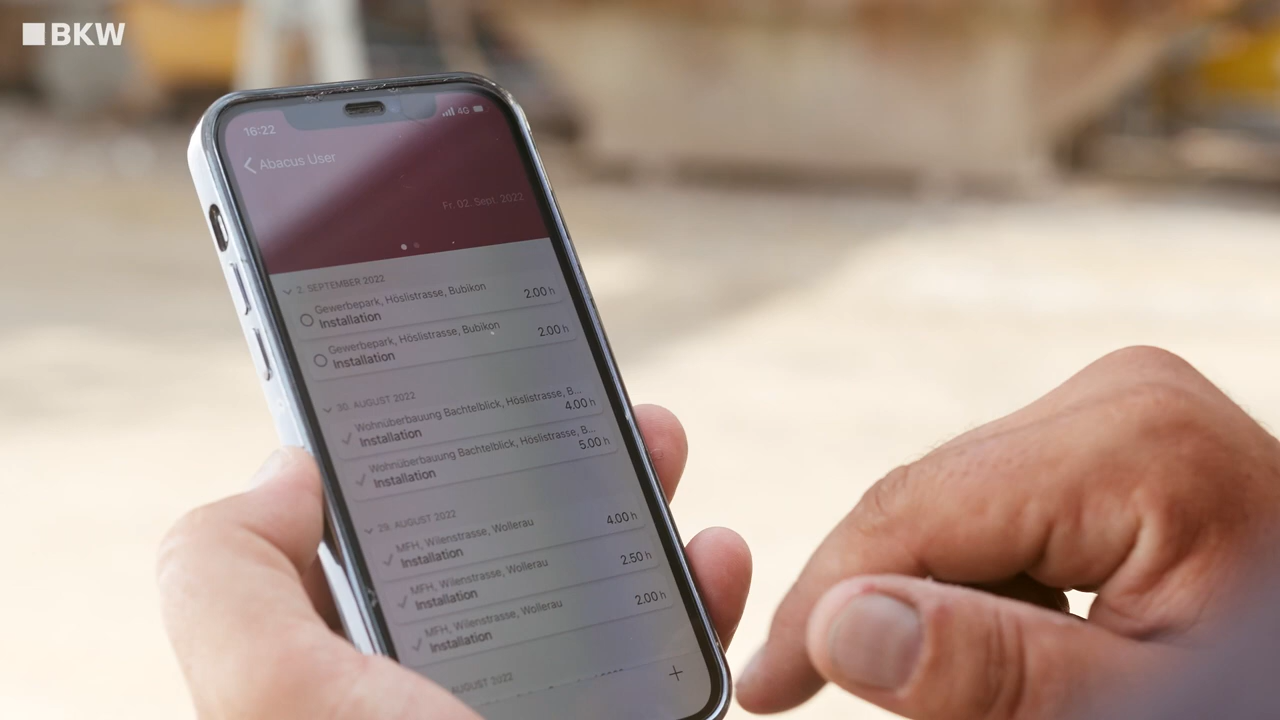 BKW
16:22
4G
Abacus User
Fr. 02. Sept. 2022
2. SEPTEMBER 2022
Gewerbepark, Höslistrasse, Bubikon
Installation
2.00 h
Gewerbepark, Höslistrasse, Bubikon
Installation
2.00 h
30. AUGUST 2022
Wohnüberbauung Bachtelblick, Höslistrasse, B...
Installation
4.00 h
Wohnüberbauung Bachtelblick, Höslistrasse, B...
Installation
5.00 h
29. AUGUST 2022
MFH, Wilenstrasse, Wollerau
Installation
4.00 h
MFH, Wilenstrasse, Wollerau
Installation
2.50 h
MFH, Wilenstrasse, Wollerau
Installation
2.00 h
AUGUST 2022